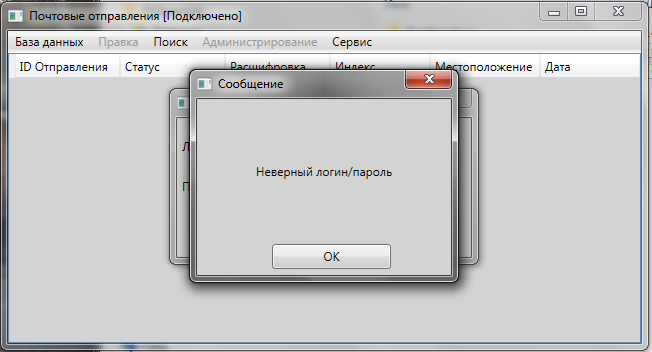 Почтовые отправления [Подключено]
База данных Правка Поиск Администрирование Сервис
ID Отправления Статус Расшифровка Индекс Местоположение Дата
Сообщение
Неверный логин/пароль
OK